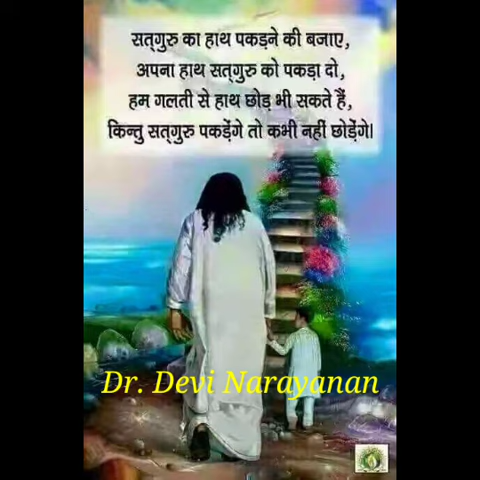 सत्गुरु का हाथ पकड़ने की बजाए,
अपना हाथ सत्गुरु को पकड़ा दो,
हम गलती से हाथ छोड़ भी सकते हैं,
किन्तु सत्गुरु पकड़ेंगे तो कभी नहीं छोड़ेंगे।
Dr. Devi Narayanan